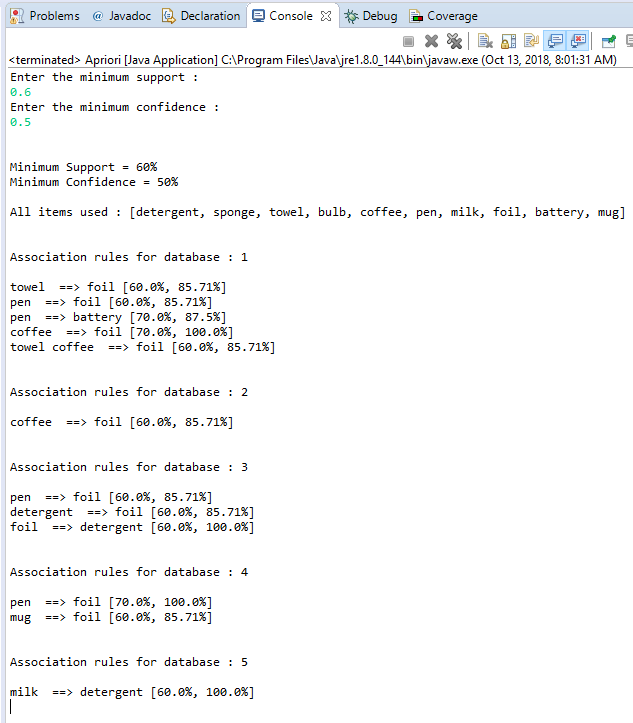 Problems @ Javadoc Declaration Console Debug Coverage
<terminated> Apriori [Java Application] C:\Program Files\Java\jre1.8.0_144\bin\javaw.exe (Oct 13, 2018, 8:01:31 AM)
Enter the minimum support :
0.6
Enter the minimum confidence :
0.5
Minimum Support = 60%
Minimum Confidence = 50%
All items used : [detergent, sponge, towel, bulb, coffee, pen, milk, foil, battery, mug]
Association rules for database : 1
towel ==> foil [60.0%, 85.71%]
pen ==> foil [60.0%, 85.71%]
pen ==> battery [70.0%, 87.5%]
coffee ==> foil [70.0%, 100.0%]
towel coffee ==> foil [60.0%, 85.71%]
Association rules for database : 2
coffee ==> foil [60.0%, 85.71%]
Association rules for database : 3
pen ==> foil [60.0%, 85.71%]
detergent ==> foil [60.0%, 85.71%]
foil ==> detergent [60.0%, 100.0%]
Association rules for database : 4
pen ==> foil [70.0%, 100.0%]
mug ==> foil [60.0%, 85.71%]
Association rules for database : 5
milk ==> detergent [60.0%, 100.0%]